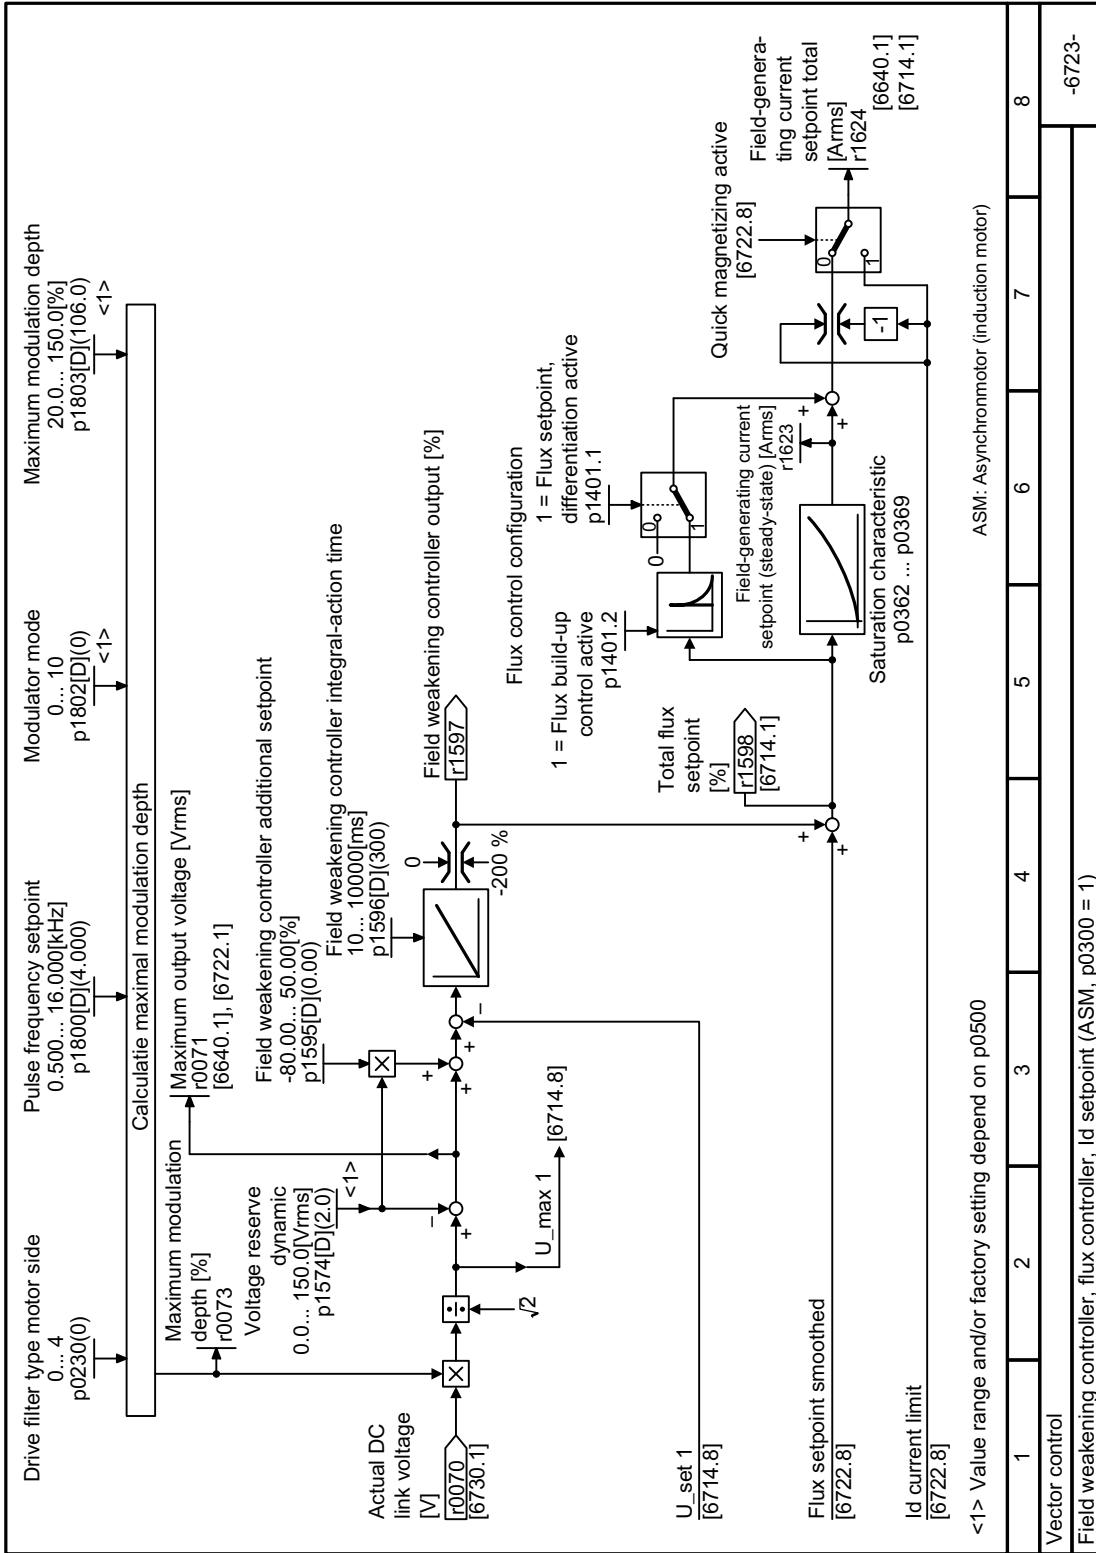 Drive filter type motor side
0... 4
p0230(0)
Pulse frequency setpoint
0.500... 16.000[kHz]
p1800[D](4.000)
Modulator mode
0... 10
p1802[D](0)
<1>
Maximum modulation depth
20.0... 150.0[%]
p1803[D](106.0)
<1>
Calculatie maximal modulation depth
Maximum modulation
depth [%]
r0073
Maximum output voltage [Vrms]
r0071
[6640.1], [6722.1]
Voltage reserve
dynamic
0.0... 150.0[Vrms]
p1574[D](2.0)
<1>
Field weakening controller additional setpoint
-80.00... 50.00[%]
p1595[D](0.00)
Field weakening controller integral-action time
10... 10000[ms]
p1596[D](300)
Field weakening controller output [%]
r1597
0
-200 %
Actual DC
link voltage
[V]
r0070
[6730.1]
√2
U_max 1
[6714.8]
U_set 1
[6714.8]
Flux control configuration
1 = Flux build-up
control active
p1401.2
1 = Flux setpoint,
differentiation active
p1401.1
0
0
1
Total flux
setpoint
[%]
r1598
[6714.1]
Field-generating current
setpoint (steady-state) [Arms]
r1623
Quick magnetizing active
[6722.8]
0
1
Field-genera-
ting current
setpoint total
[Arms]
r1624
[6640.1]
[6714.1]
Saturation characteristic
p0362 ... p0369
-1
Flux setpoint smoothed
[6722.8]
Id current limit
[6722.8]
<1> Value range and/or factory setting depend on p0500
ASM: Asynchronmotor (induction motor)
1 2 3 4 5 6 7 8
Vector control
-6723-
Field weakening controller, flux controller, Id setpoint (ASM, p0300 = 1)